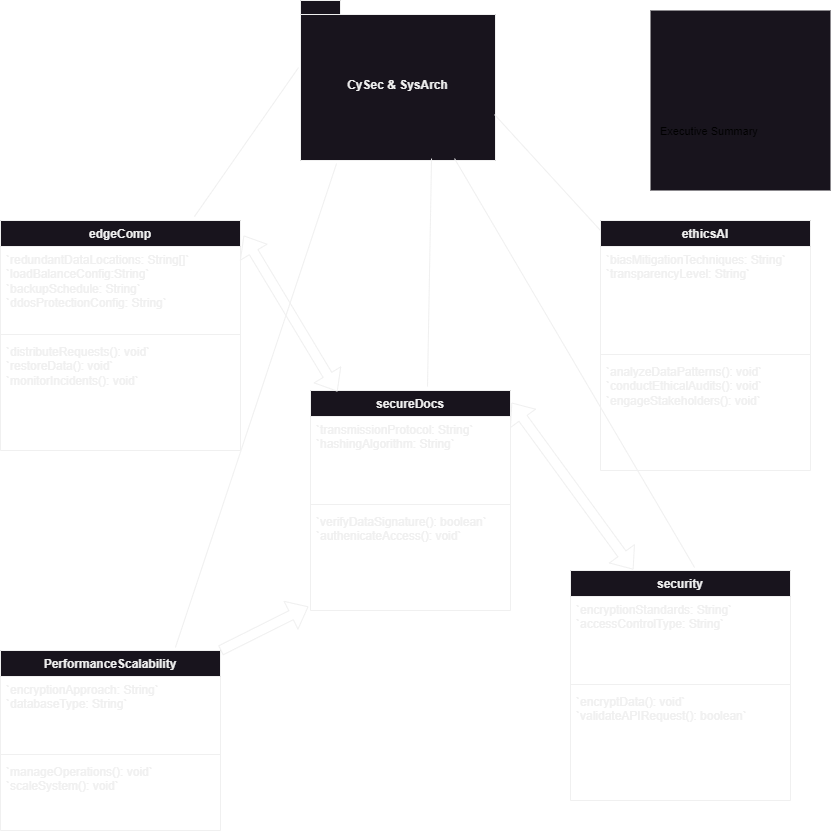 CySec & SysArch
Executive Summary
edgeComp
`redundantDataLocations: String[]`
`loadBalanceConfig:String`
`backupSchedule: String`
`ddosProtectionConfig: String`
`distributeRequests(): void`
`restoreData(): void`
`monitorIncidents(): void`
ethicsAI
`biasMitigationTechniques: String`
`transparencyLevel: String`
`analyzeDataPatterns(): void`
`conductEthicalAudits(): void`
`engageStakeholders(): void`
secureDocs
`transmissionProtocol: String`
`hashingAlgorithm: String`
`verifyDataSignature(): boolean`
`authenicateAccess(): void`
security
`encryptionStandards: String`
`accessControlType: String`
`encryptData(): void`
`validateAPIRequest(): boolean`
PerformanceScalability
`encryptionApproach: String`
`databaseType: String`
`manageOperations(): void`
`scaleSystem(): void`